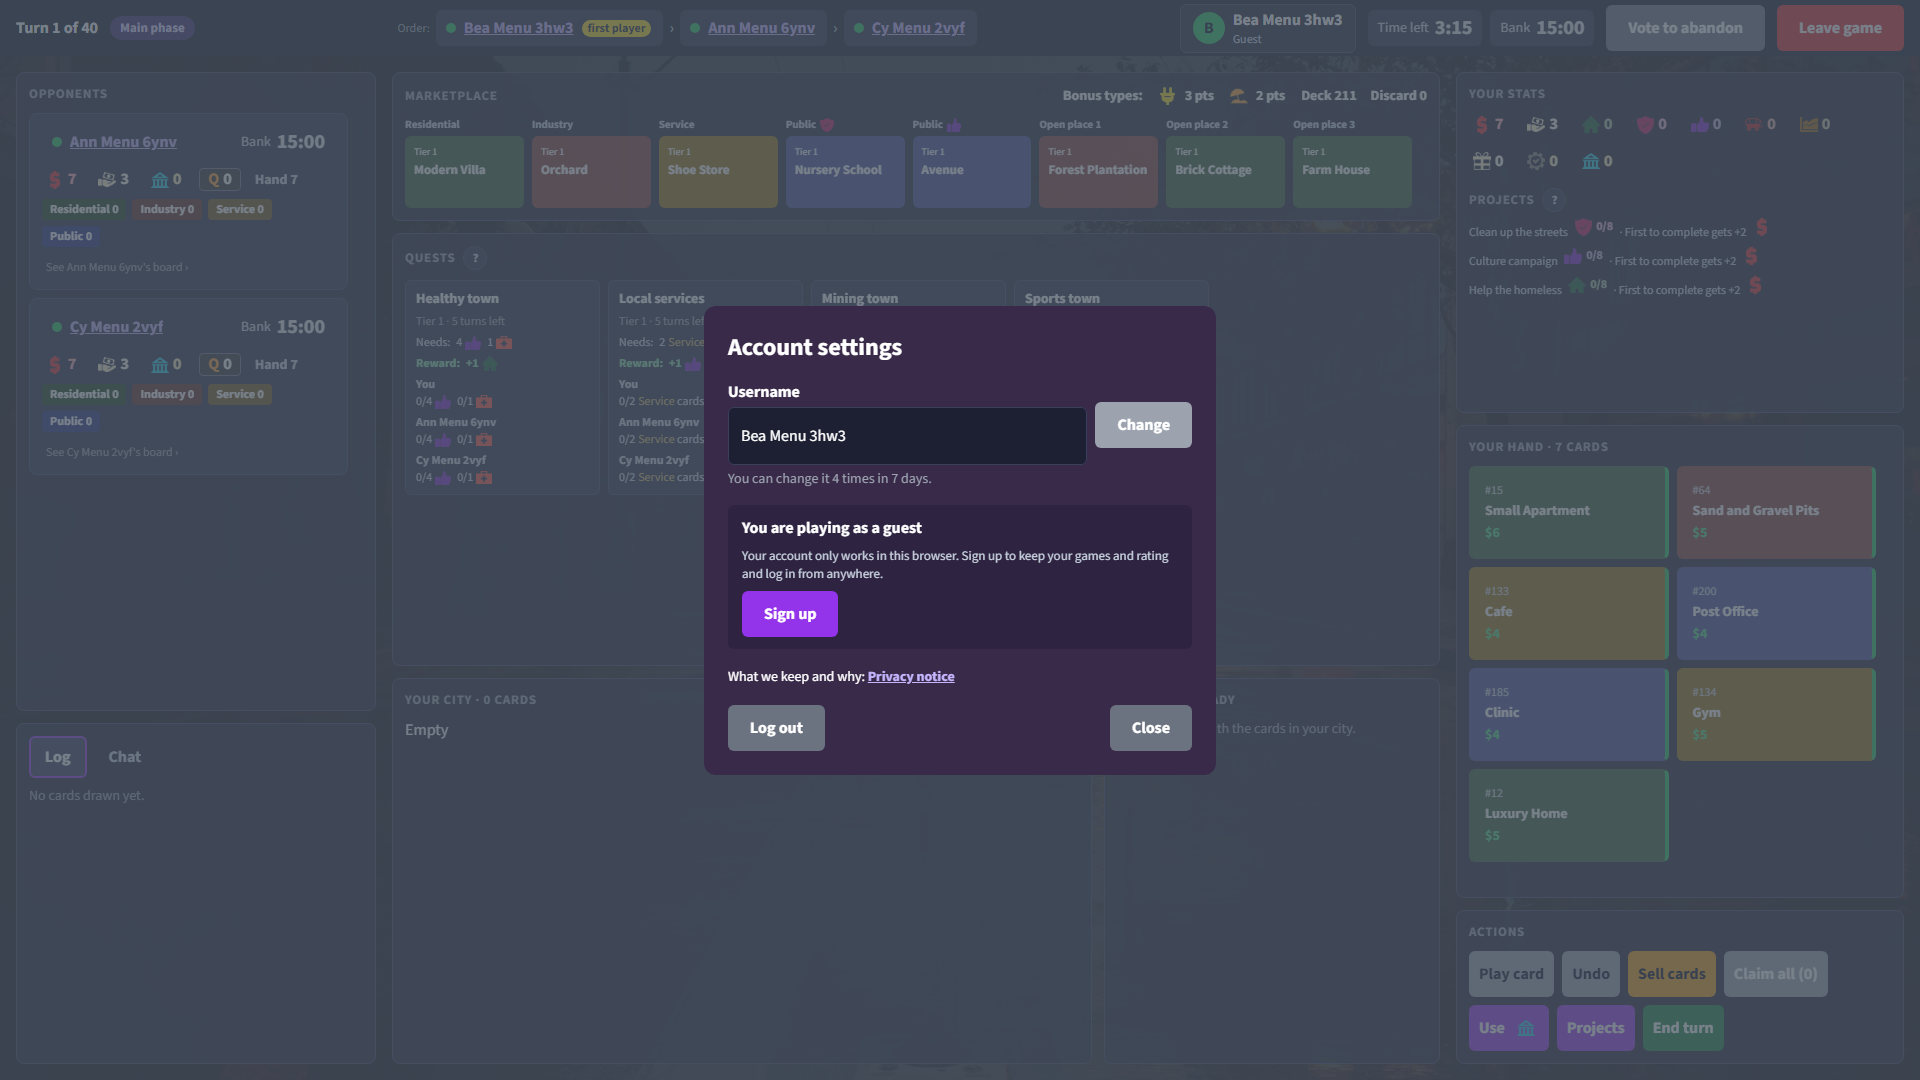 Turn 1 of 40 Main phase
Order: Bea Menu 3hw3 first player › Ann Menu 6ynv › Cy Menu 2vyf
B Bea Menu 3hw3 Guest
Time left 3:15
Bank 15:00
Vote to abandon
Leave game
OPPONENTS
Ann Menu 6ynv Bank 15:00
7 3 0 Q 0 Hand 7
Residential 0 Industry 0 Service 0
Public 0
See Ann Menu 6ynv's board ›
Cy Menu 2vyf Bank 15:00
7 3 0 Q 0 Hand 7
Residential 0 Industry 0 Service 0
Public 0
See Cy Menu 2vyf's board ›
Log Chat
No cards drawn yet.
MARKETPLACE
Bonus types: 3 pts 2 pts Deck 211 Discard 0
Residential Industry Service Public Public Open place 1 Open place 2 Open place 3
Tier 1 Tier 1 Tier 1 Tier 1 Tier 1 Tier 1 Tier 1 Tier 1
Modern Villa Orchard Shoe Store Nursery School Avenue Forest Plantation Brick Cottage Farm House
QUESTS ?
Healthy town
Tier 1 · 5 turns left
Needs: 4 1
Reward: +1
You
0/4 0/1
Ann Menu 6ynv
0/4 0/1
Cy Menu 2vyf
0/4 0/1
Local services
Tier 1 · 5 turns lef
Needs: 2 Service
Reward: +1
You
0/2 Service cards
Ann Menu 6ynv
0/2 Service cards
Cy Menu 2vyf
0/2 Service cards
Mining town
Sports town
Account settings
Username
Bea Menu 3hw3
Change
You can change it 4 times in 7 days.
You are playing as a guest
Your account only works in this browser. Sign up to keep your games and rating
and log in from anywhere.
Sign up
What we keep and why: Privacy notice
Log out
Close
YOUR CITY · 0 CARDS
Empty
th the cards in your city.
YOUR STATS
$ 7 3 0 0 0 0 0
0 0 0
PROJECTS ?
Clean up the streets 0/8 · First to complete gets +2 $
Culture campaign 0/8 · First to complete gets +2 $
Help the homeless 0/8 · First to complete gets +2 $
YOUR HAND · 7 CARDS
#15
Small Apartment
$6
#64
Sand and Gravel Pits
$5
#133
Cafe
$4
#200
Post Office
$4
#185
Clinic
$4
#134
Gym
$5
#12
Luxury Home
$5
ACTIONS
Play card Undo Sell cards Claim all (0)
Use Projects End turn